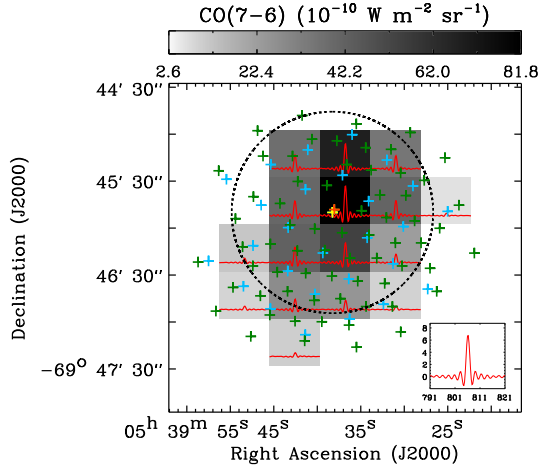 CO(7−6) (10⁻¹⁰ W m⁻² sr⁻¹)
2.6 22.4 42.2 62.0 81.8
44' 30"
45' 30"
46' 30"
−69° 47' 30"
Declination (J2000)
8
6
4
2
0
791 801 811 821
05ʰ 39ᵐ 55ˢ 45ˢ 35ˢ 25ˢ
Right Ascension (J2000)